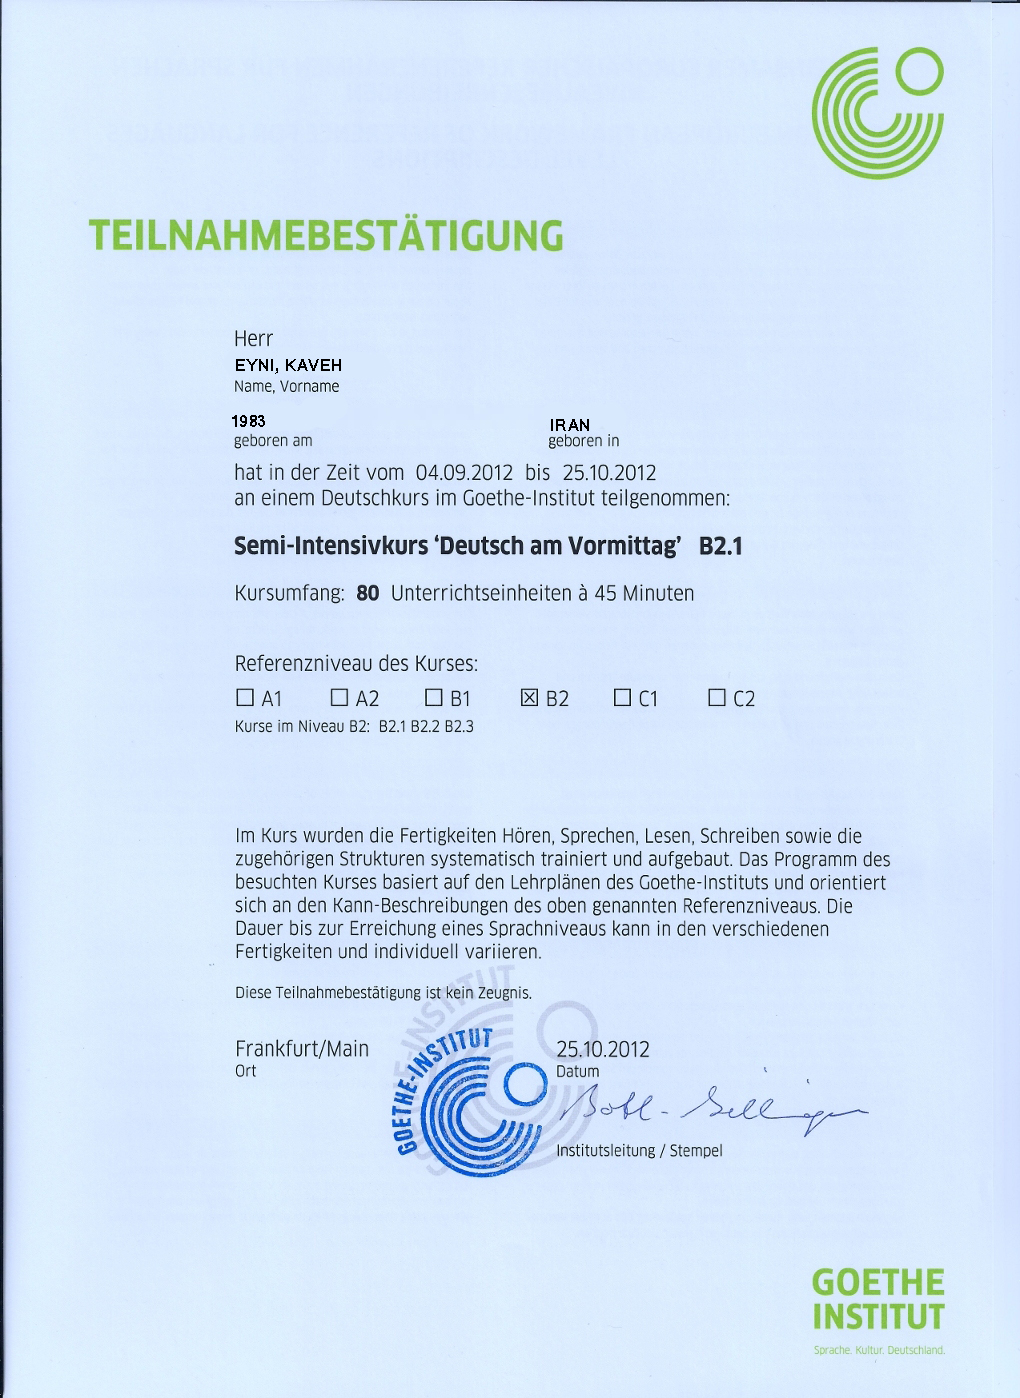 TEILNAHMEBESTÄTIGUNG
Herr
EYNI, KAVEH
Name, Vorname
1983 IRAN
geboren am geboren in
hat in der Zeit vom 04.09.2012 bis 25.10.2012
an einem Deutschkurs im Goethe-Institut teilgenommen:
Semi-Intensivkurs 'Deutsch am Vormittag' B2.1
Kursumfang: 80 Unterrichtseinheiten à 45 Minuten
Referenzniveau des Kurses:
☐ A1 ☐ A2 ☐ B1 ☒ B2 ☐ C1 ☐ C2
Kurse im Niveau B2: B2.1 B2.2 B2.3
Im Kurs wurden die Fertigkeiten Hören, Sprechen, Lesen, Schreiben sowie die
zugehörigen Strukturen systematisch trainiert und aufgebaut. Das Programm des
besuchten Kurses basiert auf den Lehrplänen des Goethe-Instituts und orientiert
sich an den Kann-Beschreibungen des oben genannten Referenzniveaus. Die
Dauer bis zur Erreichung eines Sprachniveaus kann in den verschiedenen
Fertigkeiten und individuell variieren.
Diese Teilnahmebestätigung ist kein Zeugnis.
Frankfurt/Main 25.10.2012
Ort Datum
GOETHE-INSTITUT
Institutsleitung / Stempel
GOETHE
INSTITUT
Sprache. Kultur. Deutschland.